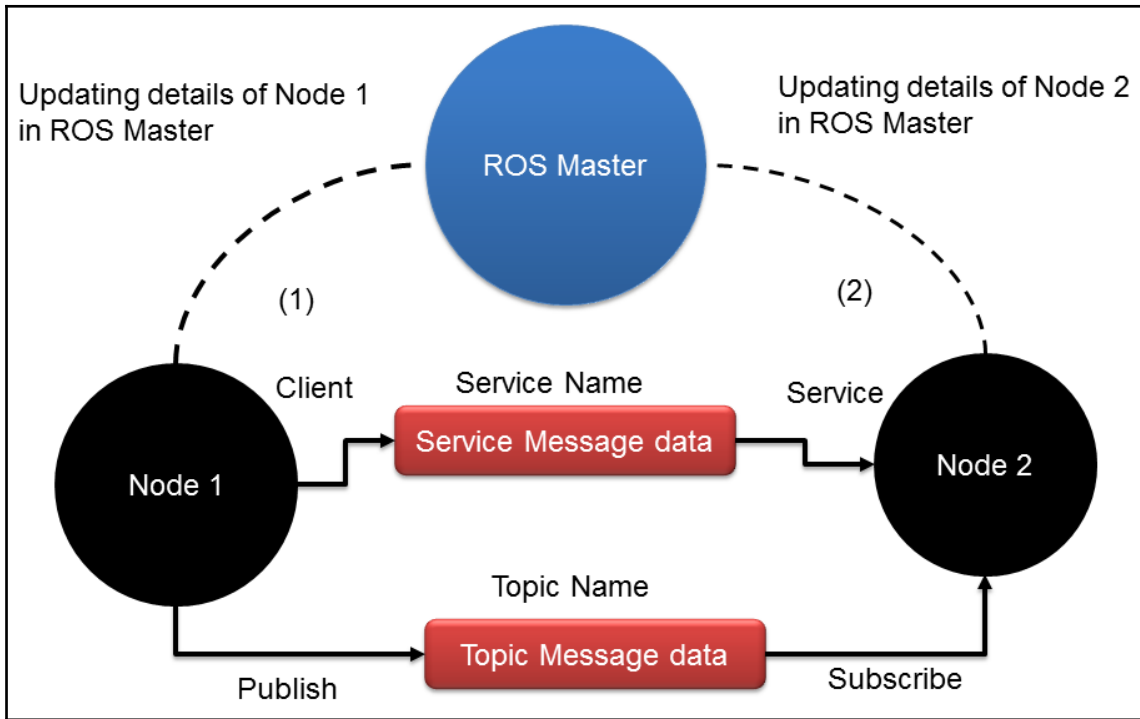 Updating details of Node 1
in ROS Master
Updating details of Node 2
in ROS Master
ROS Master
(1)
(2)
Client
Service Name
Service
Service Message data
Node 1
Node 2
Topic Name
Topic Message data
Publish
Subscribe